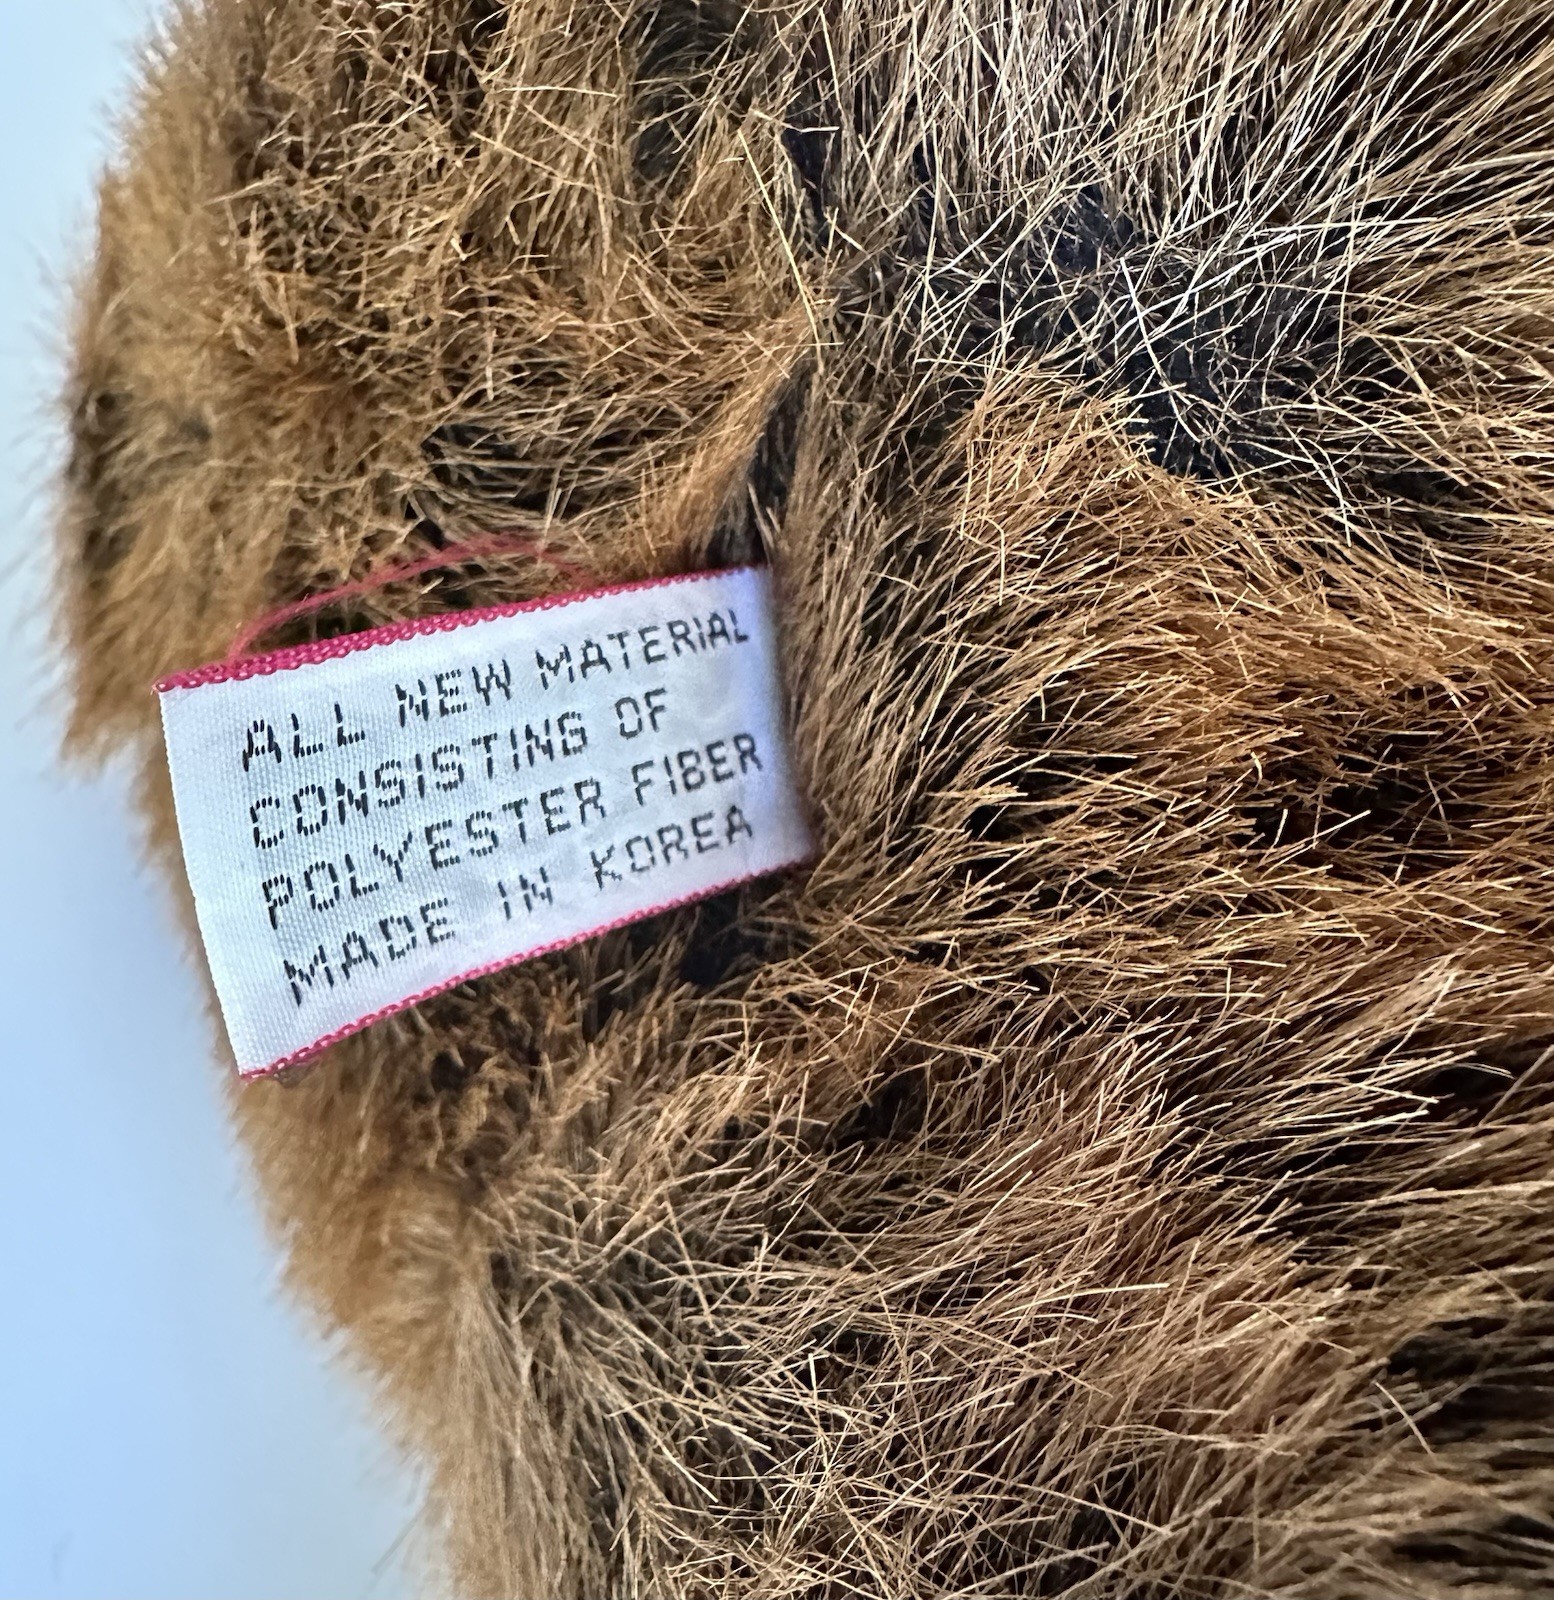 ALL NEW MATERIAL
CONSISTING OF
POLYESTER FIBER
MADE IN KOREA